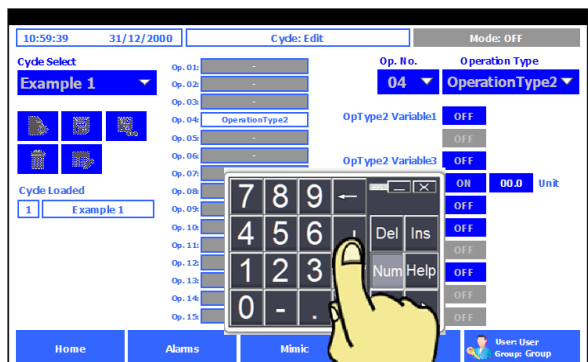 10:59:39 31/12/2000 Cycle: Edit Mode: OFF
Cycle Select Op. No. Operation Type
Example 1 04 OperationType2
Op. 01: -
Op. 02: -
Op. 03: -
Op. 04: OperationType2
Op. 05:
Op. 06: -
Op. 07:
Op. 08:
Op. 09:
Op. 10:
Op. 11:
Op. 12:
Op. 13:
Op. 14:
Op. 15:
OpType2 Variable1 OFF
OFF
OpType2 Variable3 OFF
ON 00.0 Unit
OFF
OFF
OFF
OFF
OFF
OFF
Cycle Loaded
1 Example 1
7 8 9 ←
4 5 6 Del Ins
1 2 3 Num Help
0 - .
Home Alarms Mimic User: User
Group: Group